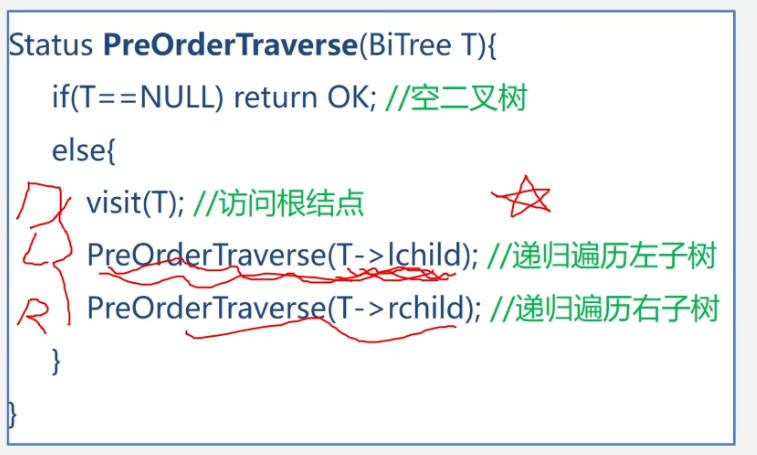 Status PreOrderTraverse(BiTree T){
if(T==NULL) return OK; //空二叉树
else{
D visit(T); //访问根结点
L PreOrderTraverse(T->lchild); //递归遍历左子树
R PreOrderTraverse(T->rchild); //递归遍历右子树
}
}